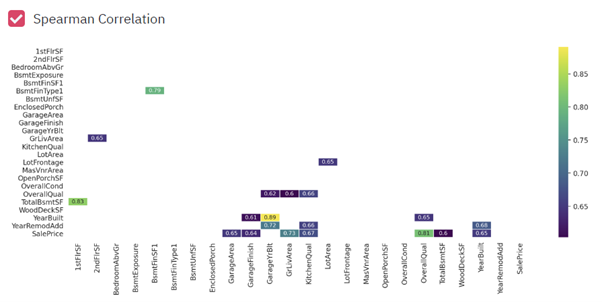 Spearman Correlation
1stFlrSF
2ndFlrSF
BedroomAbvGr
BsmtExposure
BsmtFinSF1
BsmtFinType1 0.79
BsmtUnfSF
EnclosedPorch
GarageArea
GarageFinish
GarageYrBlt
GrLivArea 0.65
KitchenQual
LotArea
LotFrontage 0.65
MasVnrArea
OpenPorchSF
OverallCond
OverallQual 0.62 0.6 0.66
TotalBsmtSF 0.83
WoodDeckSF
YearBuilt 0.61 0.89 0.65
YearRemodAdd 0.72 0.66 0.68
SalePrice 0.65 0.64 0.73 0.67 0.81 0.6 0.65
1stFlrSF
2ndFlrSF
BedroomAbvGr
BsmtExposure
BsmtFinSF1
BsmtFinType1
BsmtUnfSF
EnclosedPorch
GarageArea
GarageFinish
GarageYrBlt
GrLivArea
KitchenQual
LotArea
LotFrontage
MasVnrArea
OpenPorchSF
OverallCond
OverallQual
TotalBsmtSF
WoodDeckSF
YearBuilt
YearRemodAdd
SalePrice
0.85
0.80
0.75
0.70
0.65